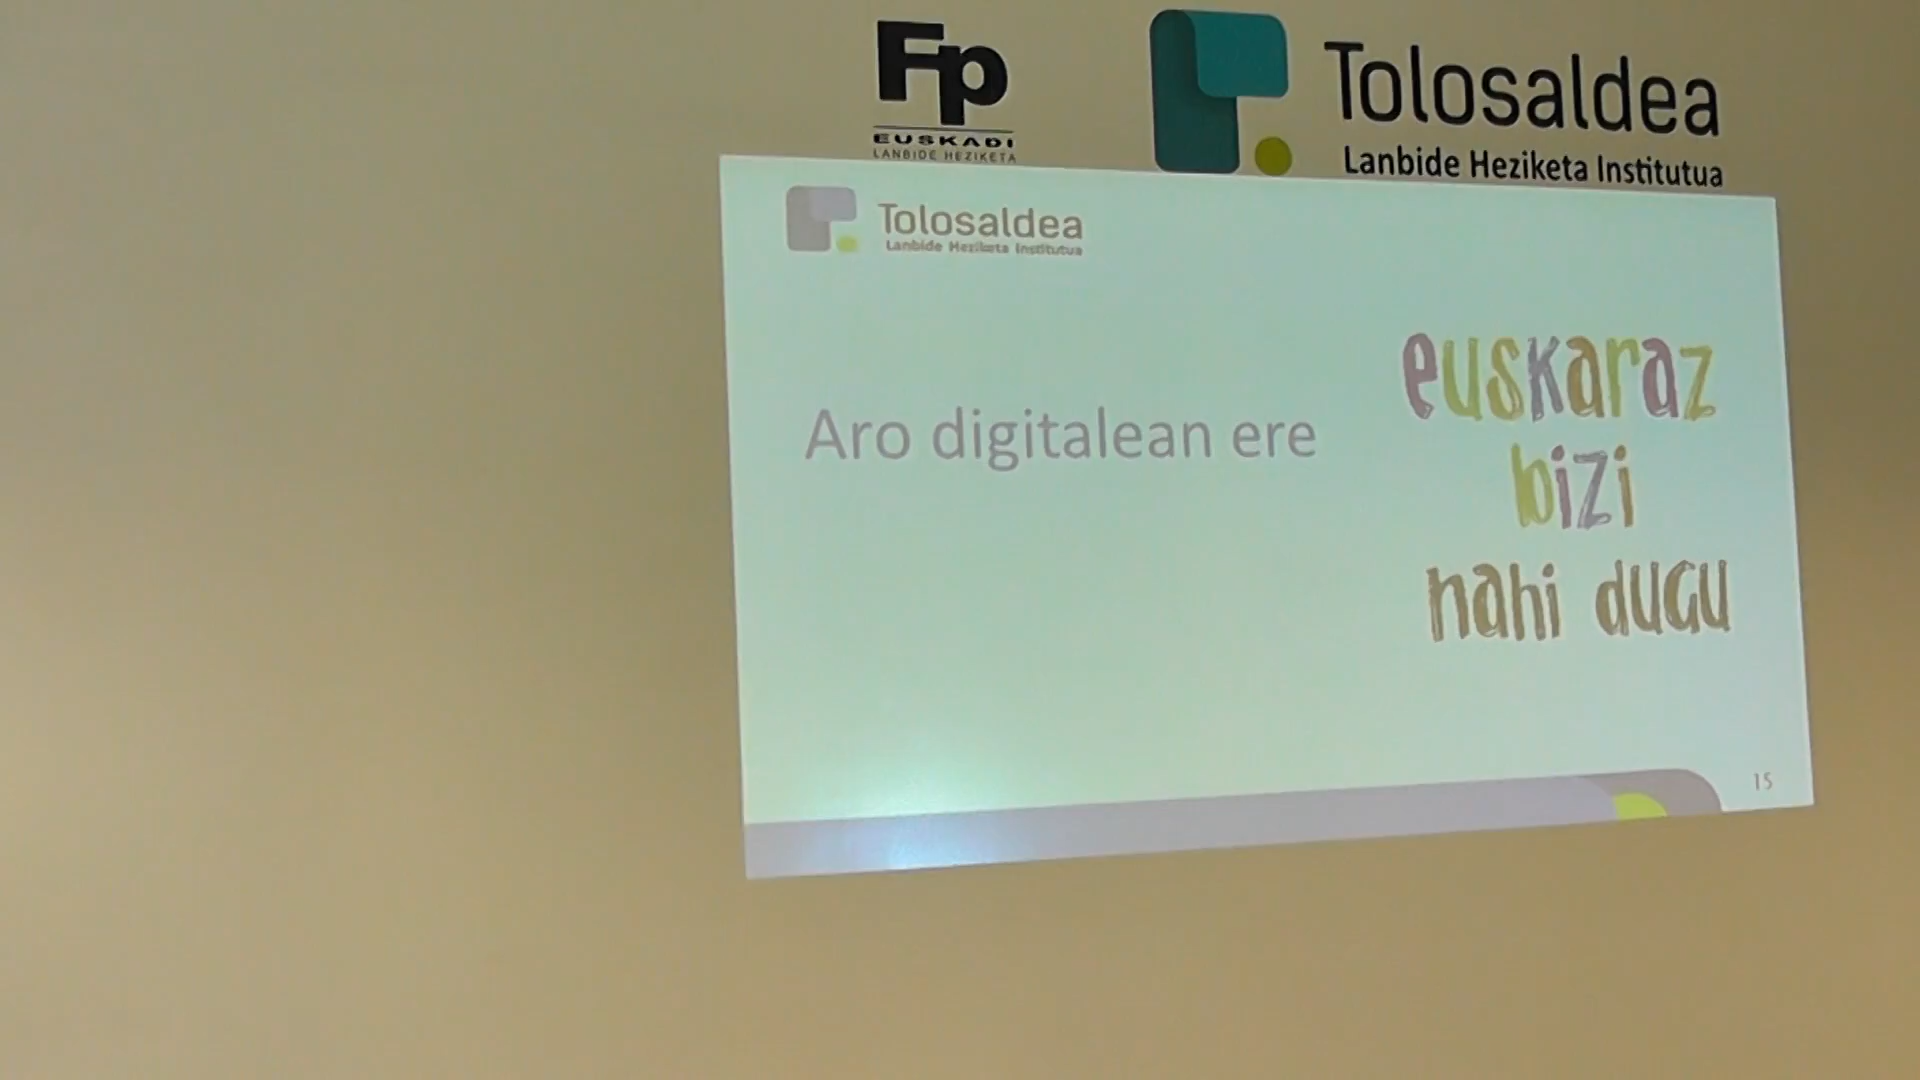 Fp
EUSKADI
LANBIDE HEZIKETA
Tolosaldea
Lanbide Heziketa Institutua
Tolosaldea
Lanbide Heziketa Institutua
Aro digitalean ere
euskaraz
bizi
nahi dugu
15